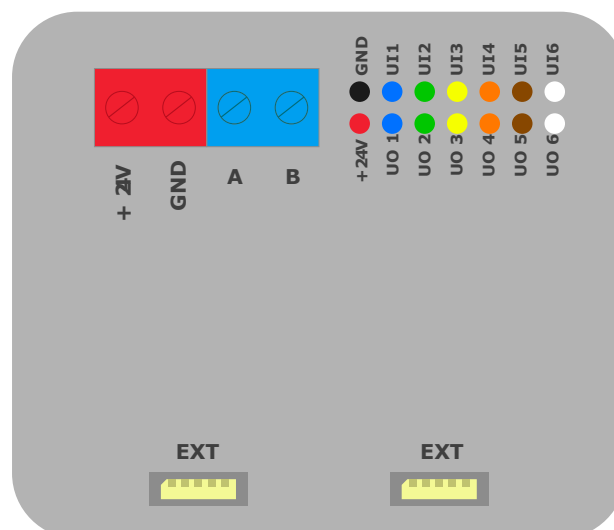 GND UI1 UI2 UI3 UI4 UI5 UI6
+24V UO 1 UO 2 UO 3 UO 4 UO 5 UO 6
+ 24V GND A B
EXT EXT